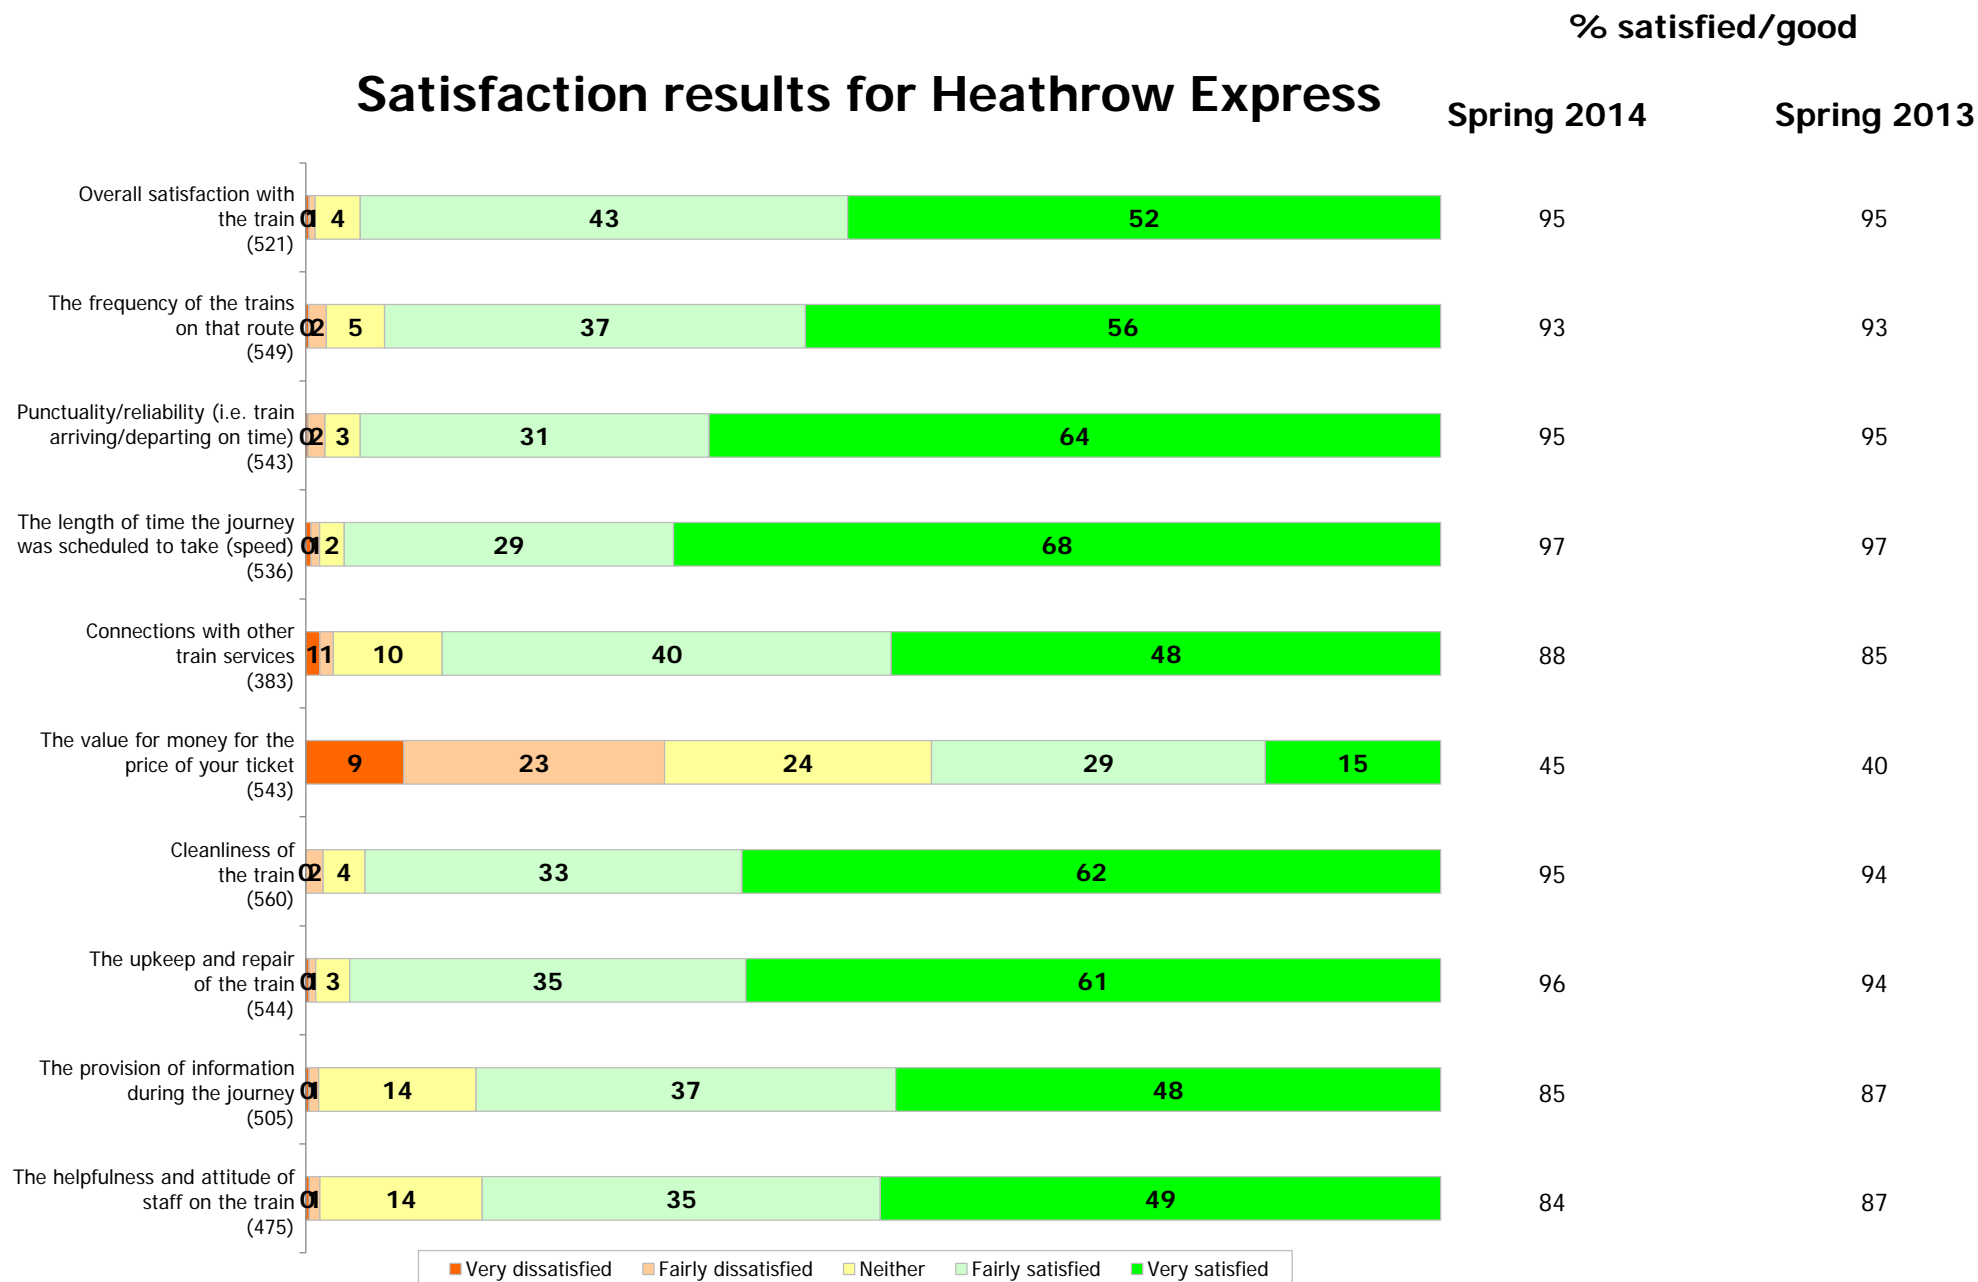 % satisfied/good
Satisfaction results for Heathrow Express
Spring 2014 Spring 2013
Overall satisfaction with
the train
(521)
0 1 4 43 52 95 95
The frequency of the trains
on that route
(549)
0 2 5 37 56 93 93
Punctuality/reliability (i.e. train
arriving/departing on time)
(543)
0 2 3 31 64 95 95
The length of time the journey
was scheduled to take (speed)
(536)
0 1 2 29 68 97 97
Connections with other
train services
(383)
1 1 10 40 48 88 85
The value for money for the
price of your ticket
(543)
9 23 24 29 15 45 40
Cleanliness of
the train
(560)
0 2 4 33 62 95 94
The upkeep and repair
of the train
(544)
0 1 3 35 61 96 94
The provision of information
during the journey
(505)
0 1 14 37 48 85 87
The helpfulness and attitude of
staff on the train
(475)
0 1 14 35 49 84 87
Very dissatisfied Fairly dissatisfied Neither Fairly satisfied Very satisfied